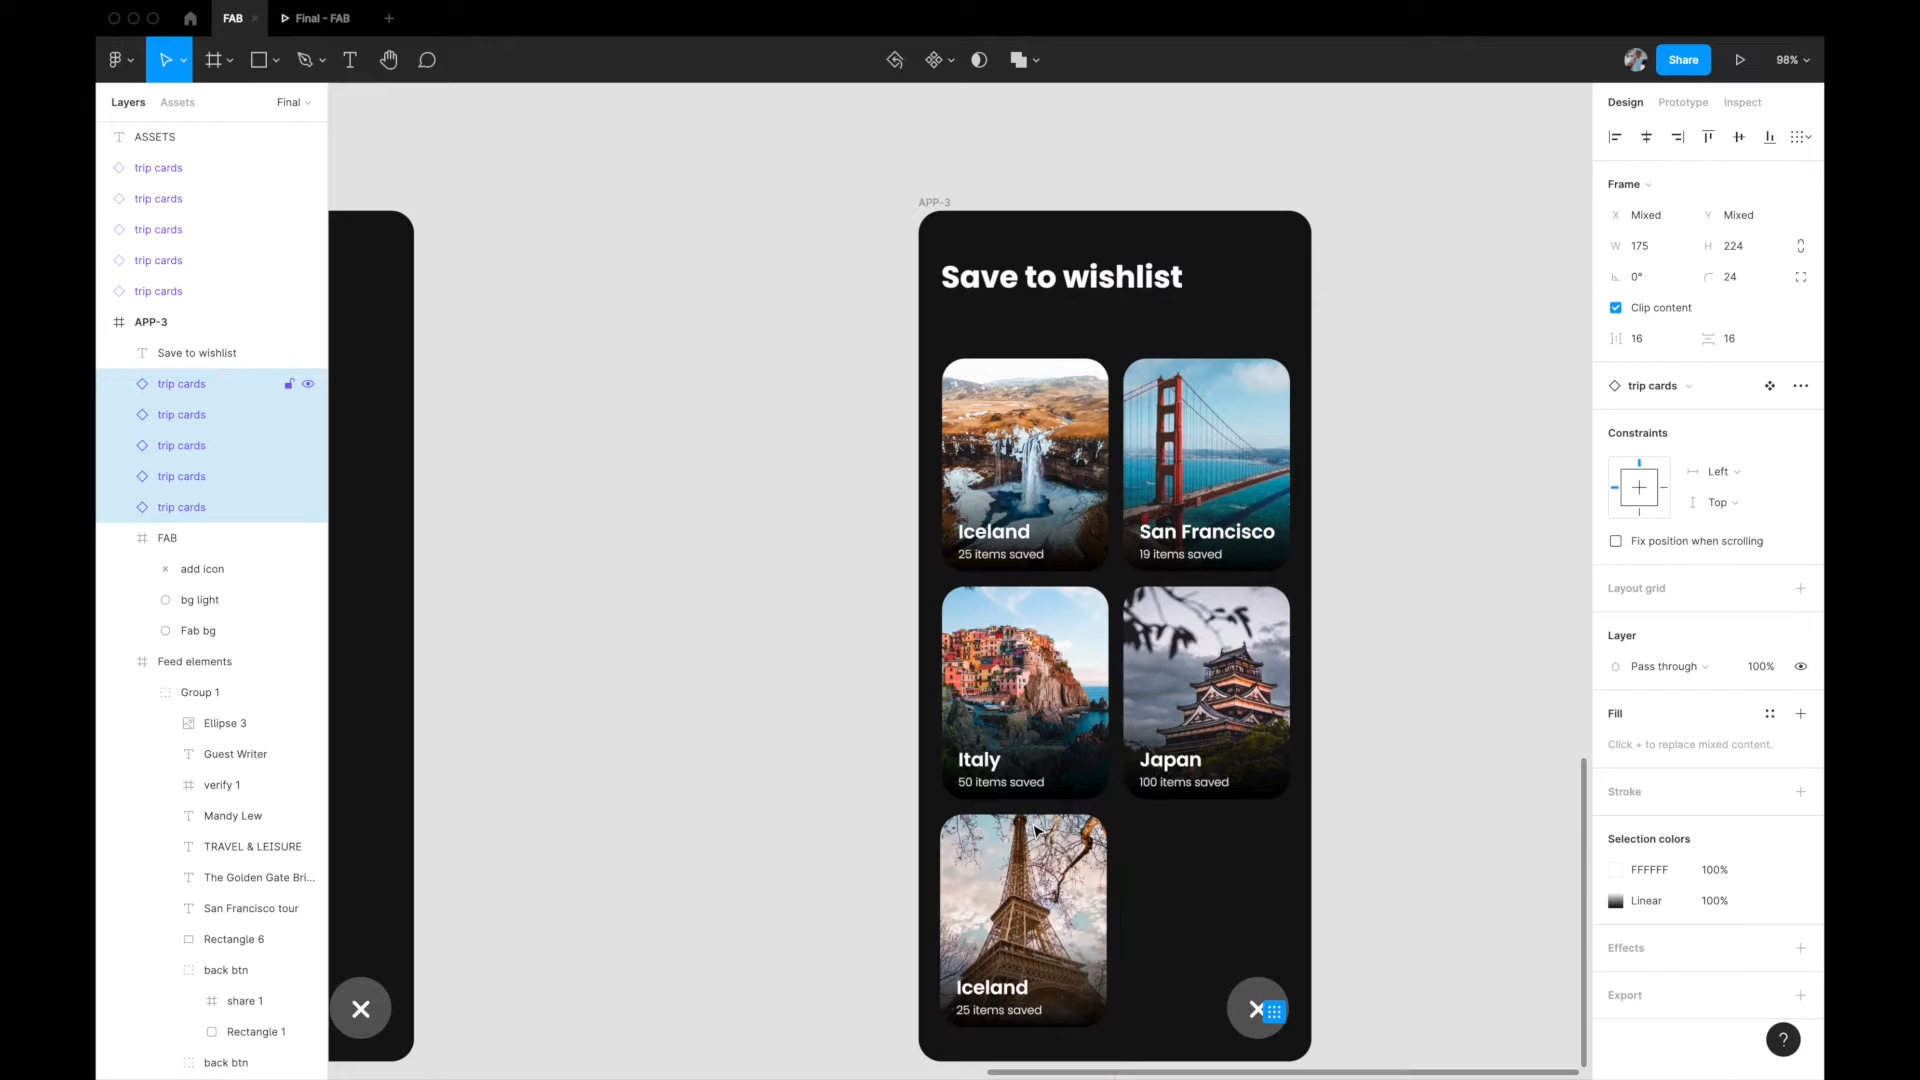 FAB
Final - FAB
Share
98%
Layers
Assets
Final
ASSETS
trip cards
trip cards
trip cards
trip cards
trip cards
APP-3
Save to wishlist
trip cards
trip cards
trip cards
trip cards
trip cards
FAB
add icon
bg light
Fab bg
Feed elements
Group 1
Ellipse 3
Guest Writer
verify 1
Mandy Lew
TRAVEL & LEISURE
The Golden Gate Bri...
San Francisco tour
Rectangle 6
back btn
share 1
Rectangle 1
back btn
APP-3
Save to wishlist
Iceland
25 items saved
San Francisco
19 items saved
Italy
50 items saved
Japan
100 items saved
Iceland
25 items saved
Design
Prototype
Inspect
Frame
X Mixed
Y Mixed
W 175
H 224
0°
24
Clip content
16
16
trip cards
Constraints
Left
Top
Fix position when scrolling
Layout grid
Layer
Pass through
100%
Fill
Click + to replace mixed content.
Stroke
Selection colors
FFFFFF
100%
Linear
100%
Effects
Export
?